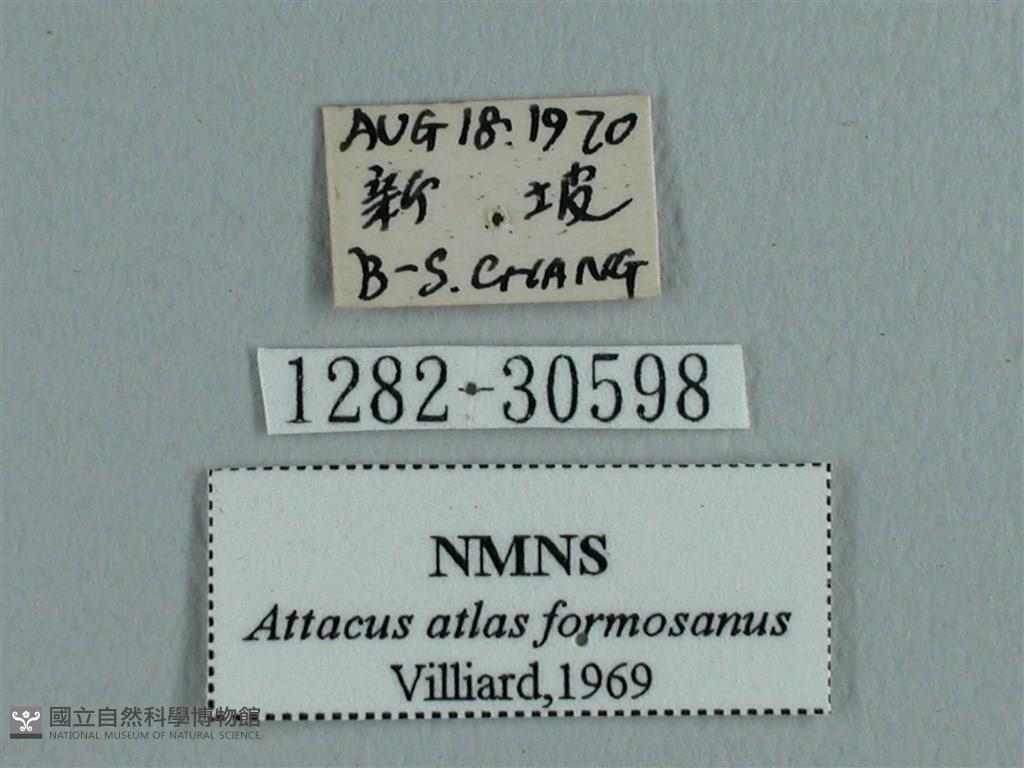 AUG 18. 1970
新 坡
B-S. CHANG
1282-30598
NMNS
Attacus atlas formosanus
Villiard,1969
國立自然科學博物館
NATIONAL MUSEUM OF NATURAL SCIENCE